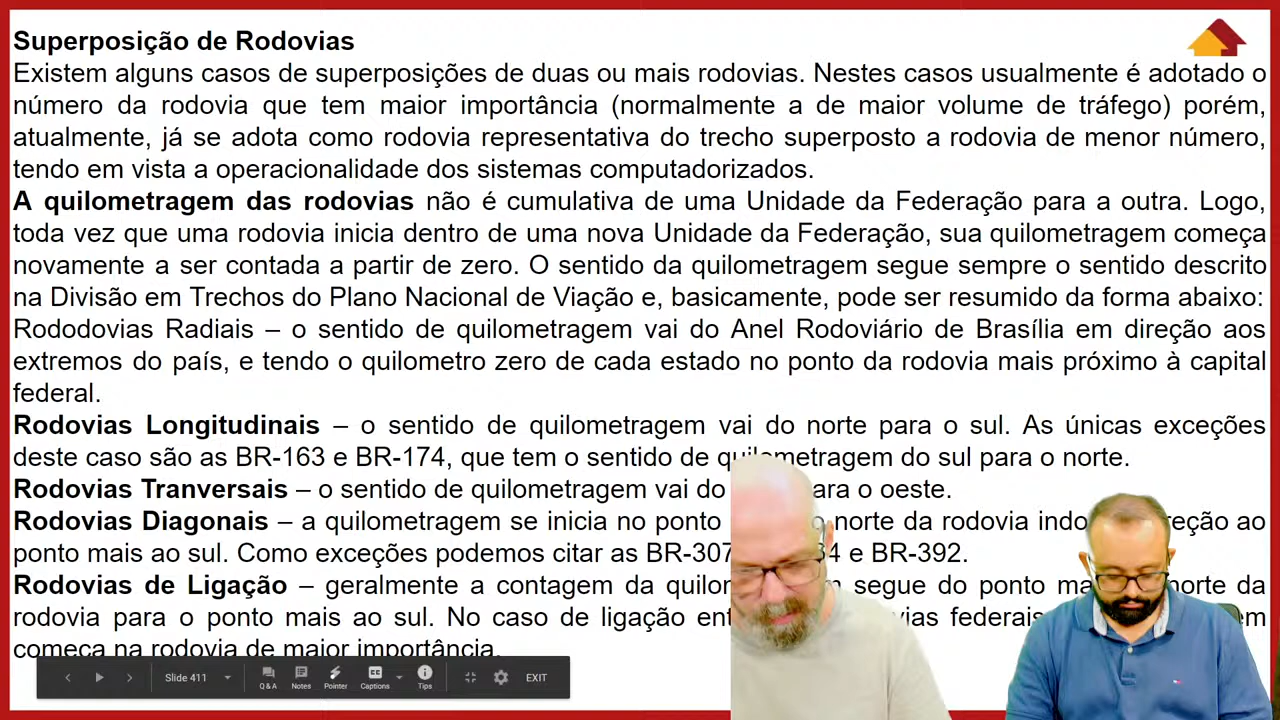 Superposição de Rodovias
Existem alguns casos de superposições de duas ou mais rodovias. Nestes casos usualmente é adotado o
número da rodovia que tem maior importância (normalmente a de maior volume de tráfego) porém,
atualmente, já se adota como rodovia representativa do trecho superposto a rodovia de menor número,
tendo em vista a operacionalidade dos sistemas computadorizados.
A quilometragem das rodovias não é cumulativa de uma Unidade da Federação para a outra. Logo,
toda vez que uma rodovia inicia dentro de uma nova Unidade da Federação, sua quilometragem começa
novamente a ser contada a partir de zero. O sentido da quilometragem segue sempre o sentido descrito
na Divisão em Trechos do Plano Nacional de Viação e, basicamente, pode ser resumido da forma abaixo:
Rododovias Radiais – o sentido de quilometragem vai do Anel Rodoviário de Brasília em direção aos
extremos do país, e tendo o quilometro zero de cada estado no ponto da rodovia mais próximo à capital
federal.
Rodovias Longitudinais – o sentido de quilometragem vai do norte para o sul. As únicas exceções
deste caso são as BR-163 e BR-174, que tem o sentido de quilometragem do sul para o norte.
Rodovias Tranversais – o sentido de quilometragem vai do para o oeste.
Rodovias Diagonais – a quilometragem se inicia no ponto norte da rodovia ao
ponto mais ao sul. Como exceções podemos citar as BR-307 e BR-392.
Rodovias de Ligação – geralmente a contagem da segue do ponto da
rodovia para o ponto mais ao sul. No caso de ligação federais
começa na rodovia de maior importância.
Slide 411
Q&A Notes Pointer Captions Tips EXIT